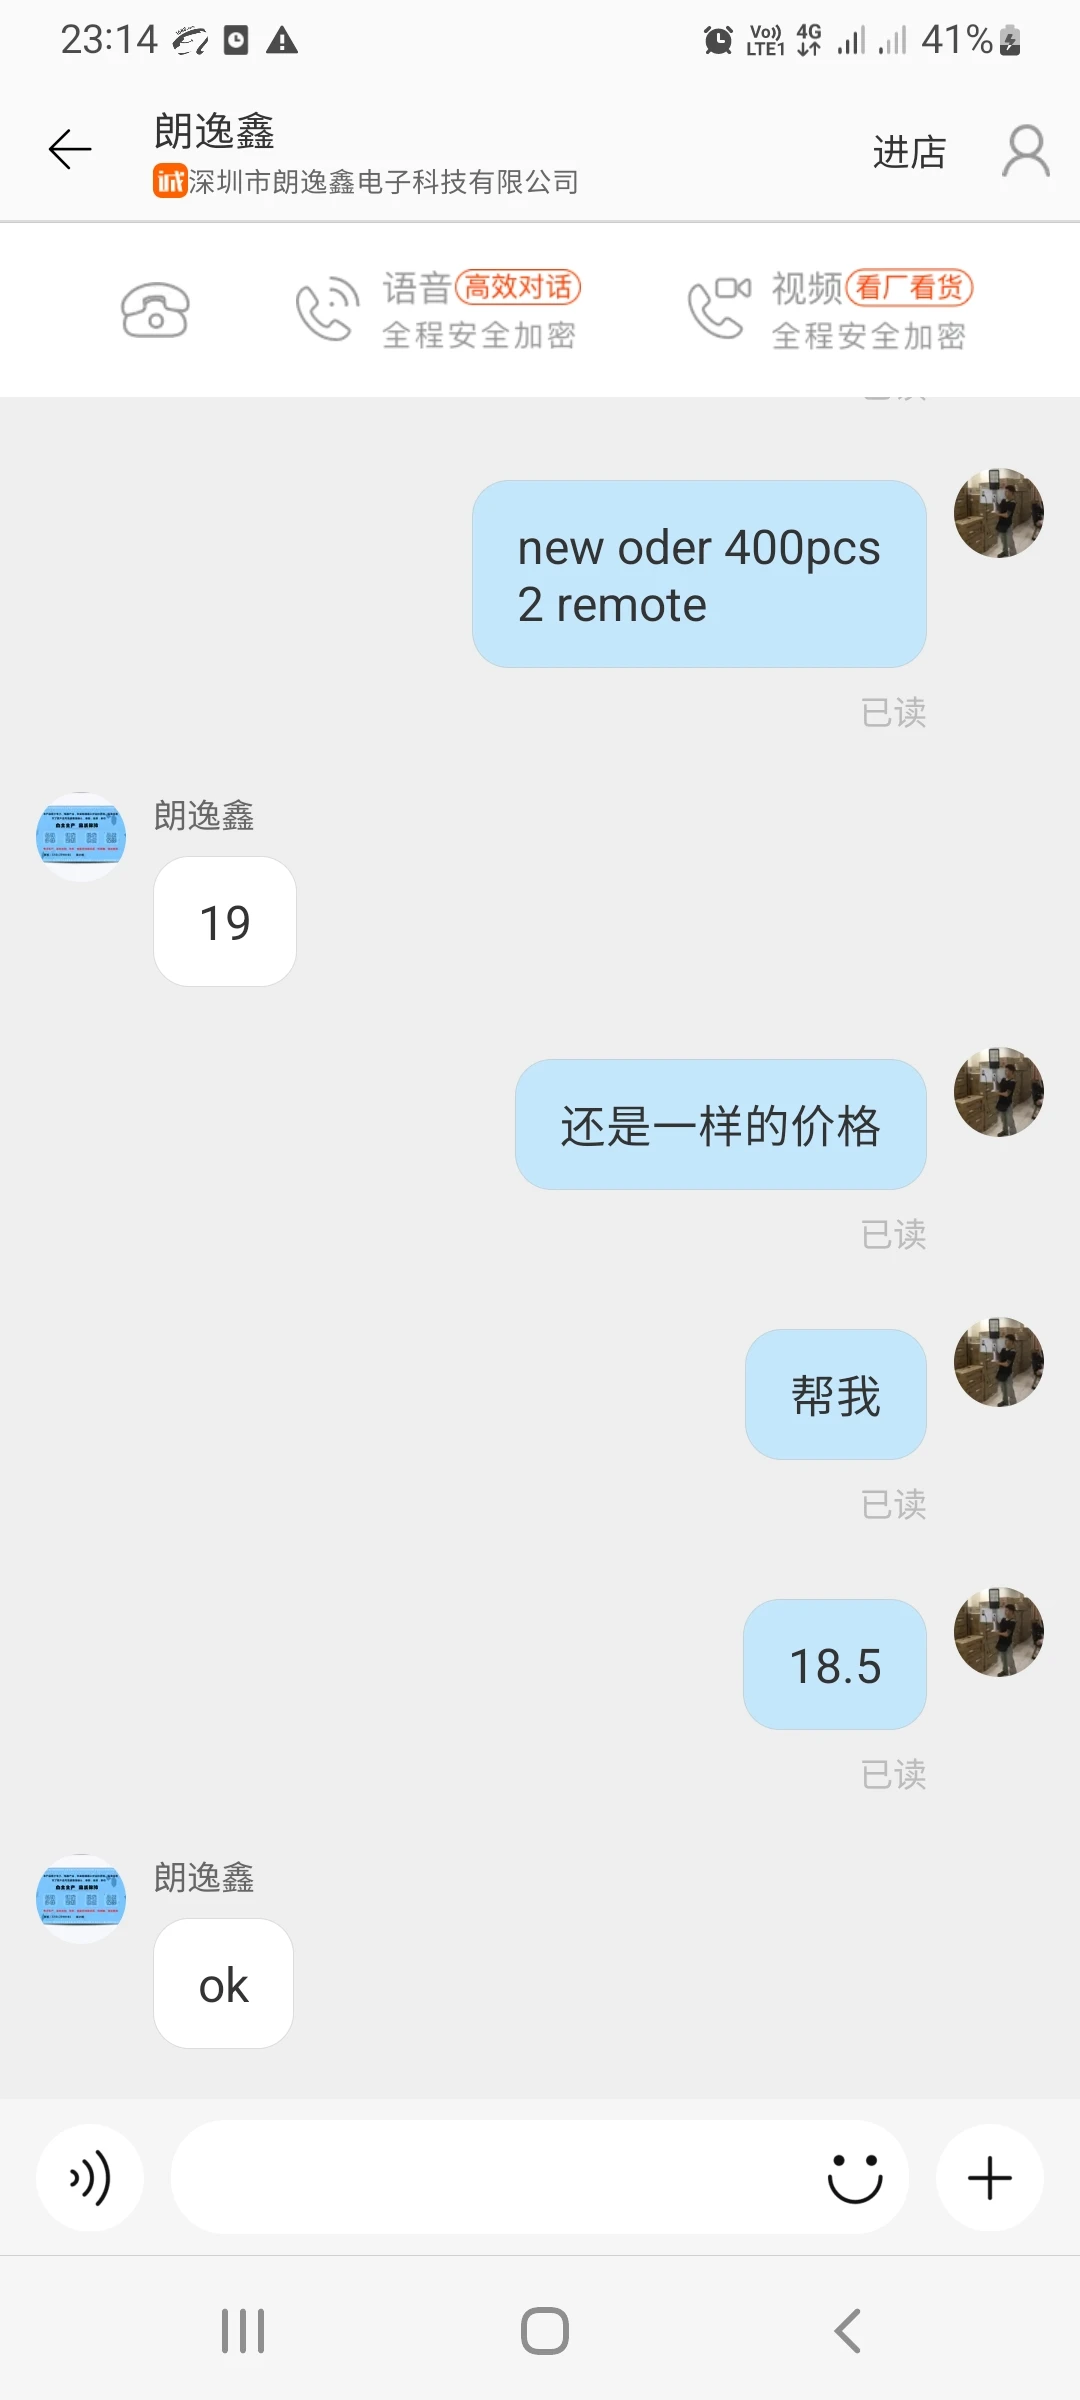 23:14
Vo))
LTE1
4G
41%
朗逸鑫
诚深圳市朗逸鑫电子科技有限公司
进店
语音 高效对话
全程安全加密
视频 看厂看货
全程安全加密
new oder 400pcs
2 remote
已读
朗逸鑫
19
还是一样的价格
已读
帮我
已读
18.5
已读
朗逸鑫
ok